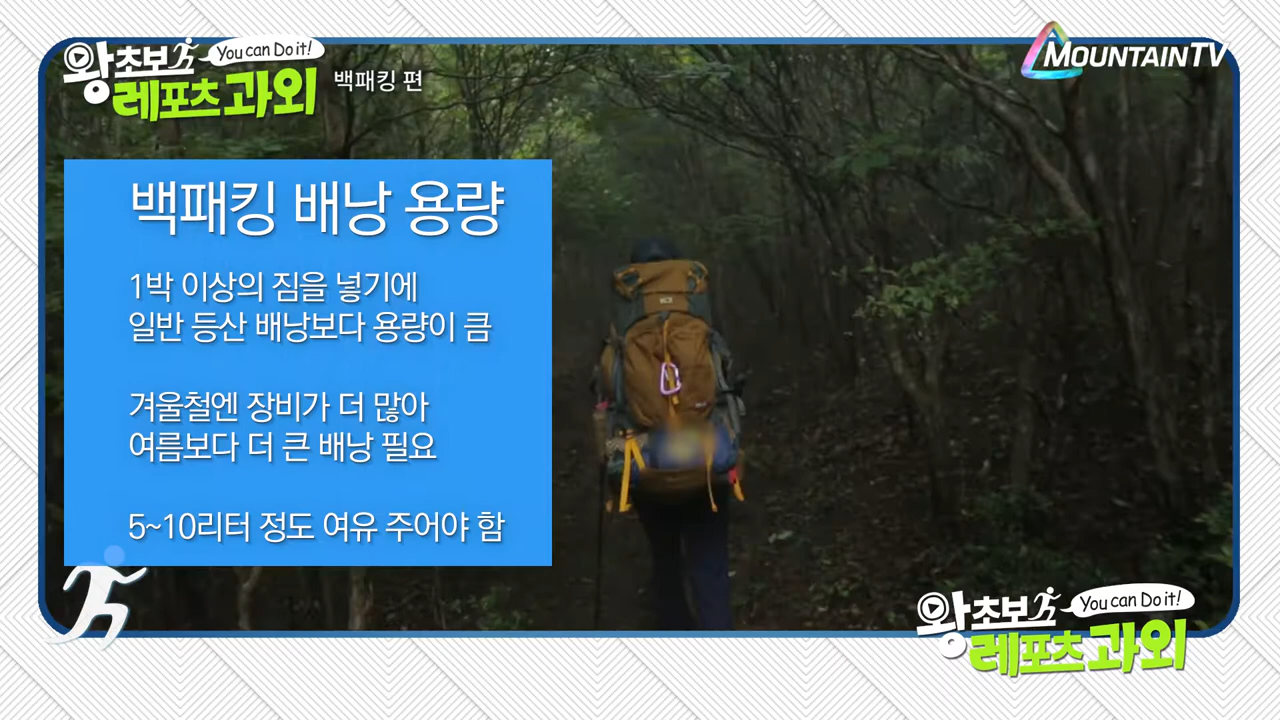 왕초보 You can Do it!
레포츠 과외 백패킹 편
MOUNTAINTV
백패킹 배낭 용량
1박 이상의 짐을 넣기에
일반 등산 배낭보다 용량이 큼
겨울철엔 장비가 더 많아
여름보다 더 큰 배낭 필요
5~10리터 정도 여유 주어야 함
왕초보 You can Do it!
레포츠 과외